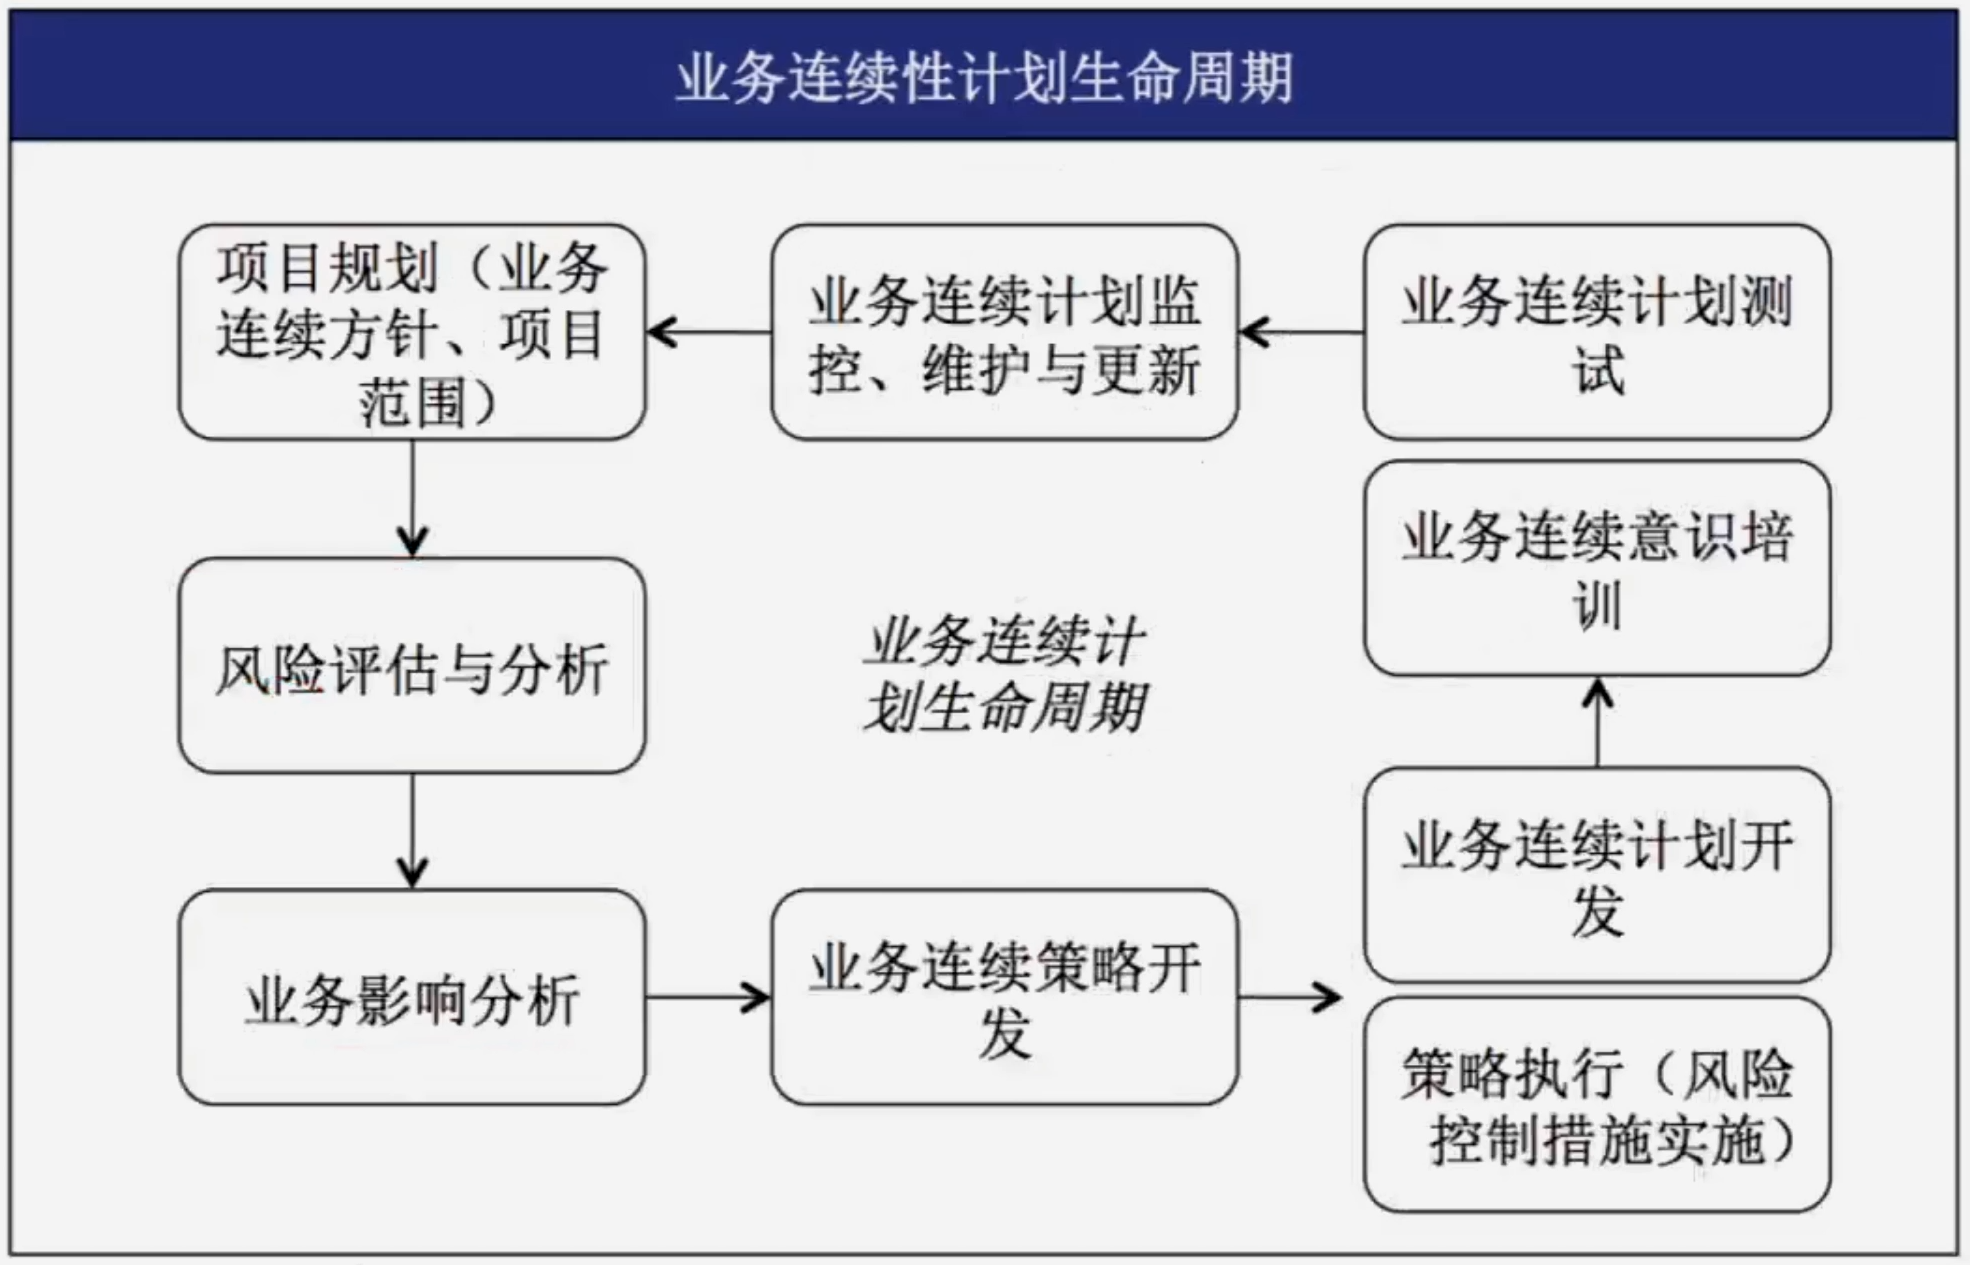 业务连续性计划生命周期
项目规划（业务
连续方针、项目
范围）
业务连续计划监
控、维护与更新
业务连续计划测
试
业务连续意识培
训
风险评估与分析
业务连续计
划生命周期
业务连续计划开
发
业务影响分析
业务连续策略开
发
策略执行（风险
控制措施实施）